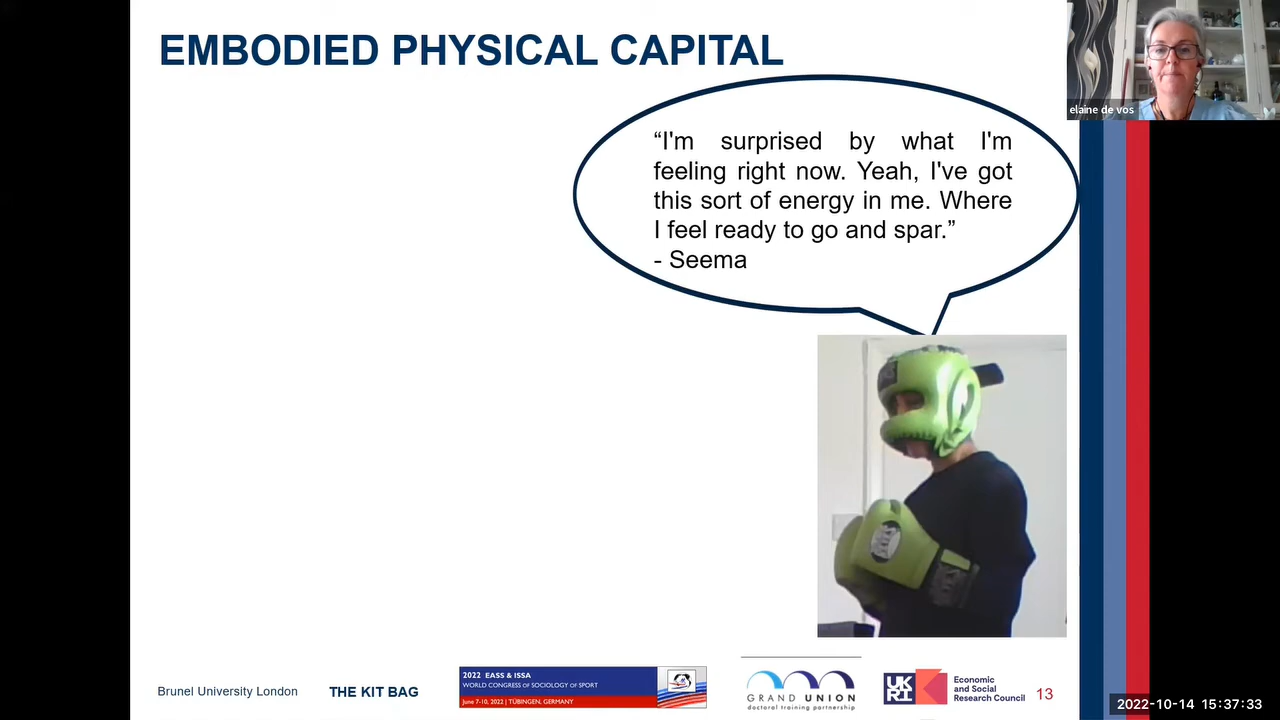 EMBODIED PHYSICAL CAPITAL
elaine de vos
“I'm surprised by what I'm
feeling right now. Yeah, I've got
this sort of energy in me. Where
I feel ready to go and spar.”
- Seema
Brunel University London
THE KIT BAG
2022 EASS & ISSA
WORLD CONGRESS OF SOCIOLOGY OF SPORT
June 7-10, 2022 | TÜBINGEN, GERMANY
GRAND UNION
doctoral training partnership
UK
RI
Economic
and Social
Research Council
13
2022-10-14 15:37:33